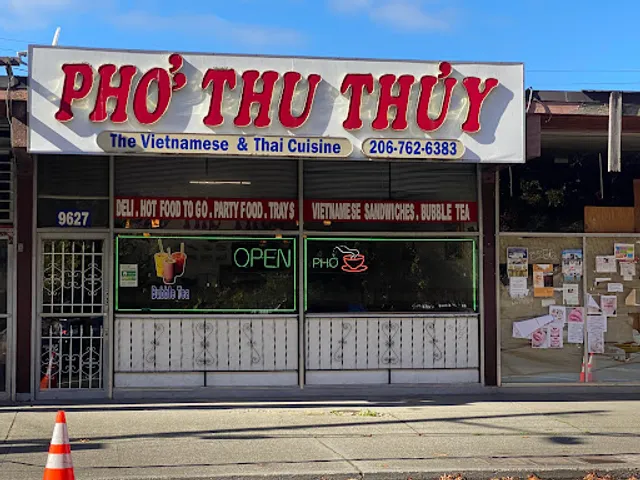 PHỞ THU THỦY
The Vietnamese & Thai Cuisine
206-762-6383
9627
DELI . HOT FOOD TO GO . PARTY FOOD . TRAYS
VIETNAMESE SANDWICHES . BUBBLE TEA
OPEN
PHO
Bubble Tea